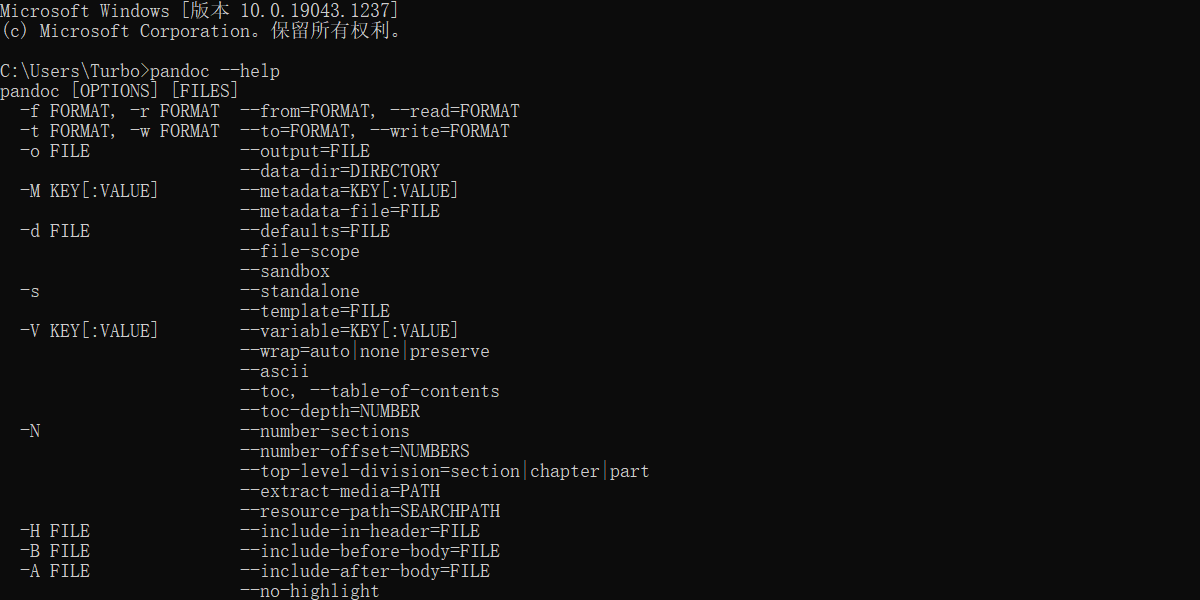 Microsoft Windows [版本 10.0.19043.1237]
(c) Microsoft Corporation。保留所有权利。
C:\Users\Turbo>pandoc --help
pandoc [OPTIONS] [FILES]
  -f FORMAT, -r FORMAT  --from=FORMAT, --read=FORMAT
  -t FORMAT, -w FORMAT  --to=FORMAT, --write=FORMAT
  -o FILE               --output=FILE
                        --data-dir=DIRECTORY
  -M KEY[:VALUE]        --metadata=KEY[:VALUE]
                        --metadata-file=FILE
  -d FILE               --defaults=FILE
                        --file-scope
                        --sandbox
  -s                    --standalone
                        --template=FILE
  -V KEY[:VALUE]        --variable=KEY[:VALUE]
                        --wrap=auto|none|preserve
                        --ascii
                        --toc, --table-of-contents
                        --toc-depth=NUMBER
  -N                    --number-sections
                        --number-offset=NUMBERS
                        --top-level-division=section|chapter|part
                        --extract-media=PATH
                        --resource-path=SEARCHPATH
  -H FILE               --include-in-header=FILE
  -B FILE               --include-before-body=FILE
  -A FILE               --include-after-body=FILE
                        --no-highlight